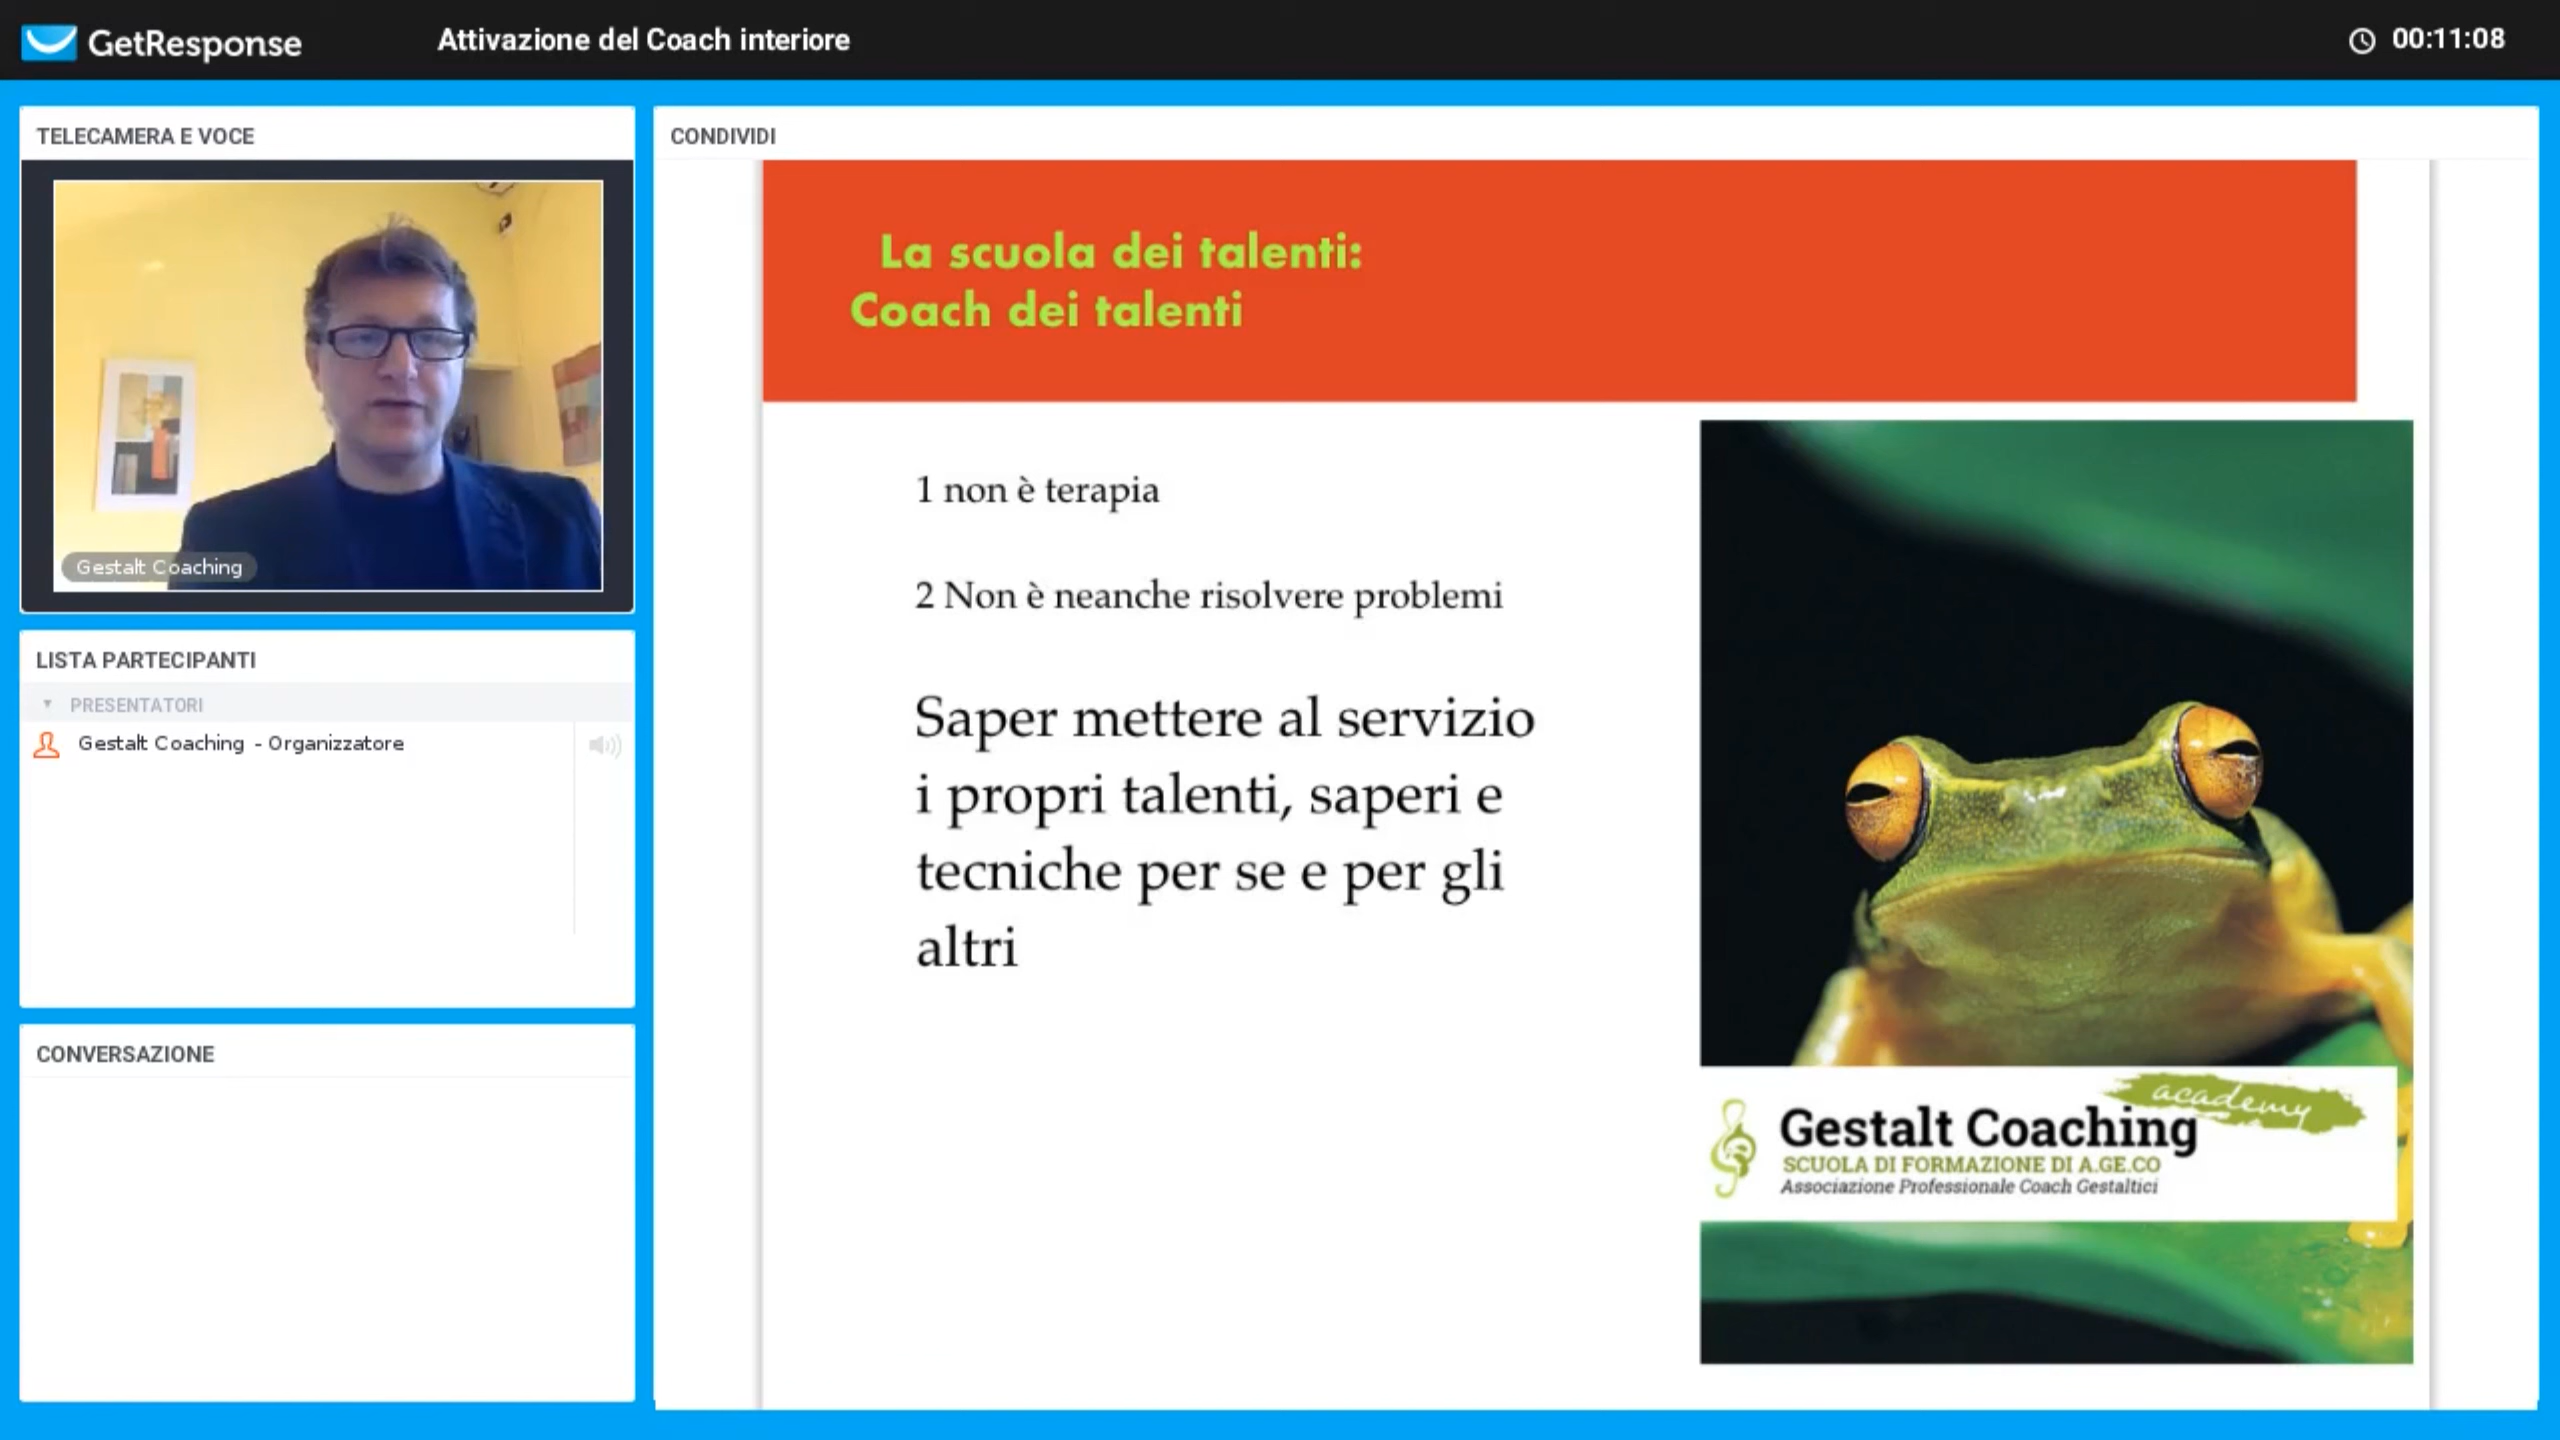 GetResponse
Attivazione del Coach interiore
00:11:08
TELECAMERA E VOCE
Gestalt Coaching
LISTA PARTECIPANTI
PRESENTATORI
Gestalt Coaching - Organizzatore
CONVERSAZIONE
CONDIVIDI
La scuola dei talenti:
Coach dei talenti
1 non è terapia
2 Non è neanche risolvere problemi
Saper mettere al servizio
i propri talenti, saperi e
tecniche per se e per gli
altri
academy
Gestalt Coaching
SCUOLA DI FORMAZIONE DI A.GE.CO
Associazione Professionale Coach Gestaltici